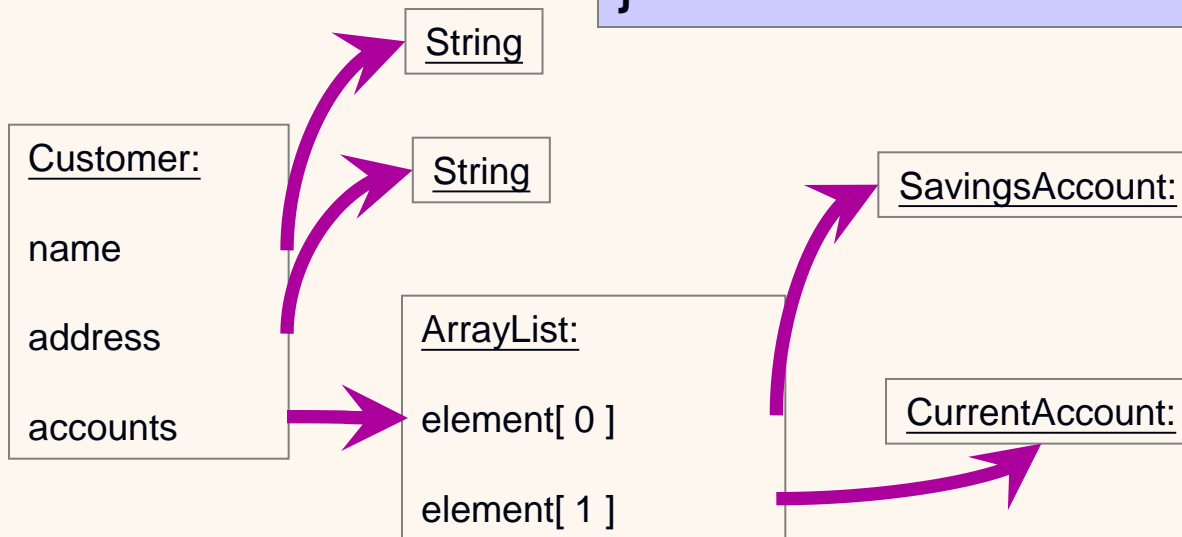 }
String
Customer:
name
address
accounts
String
ArrayList:
element[ 0 ]
element[ 1 ]
SavingsAccount:
CurrentAccount: